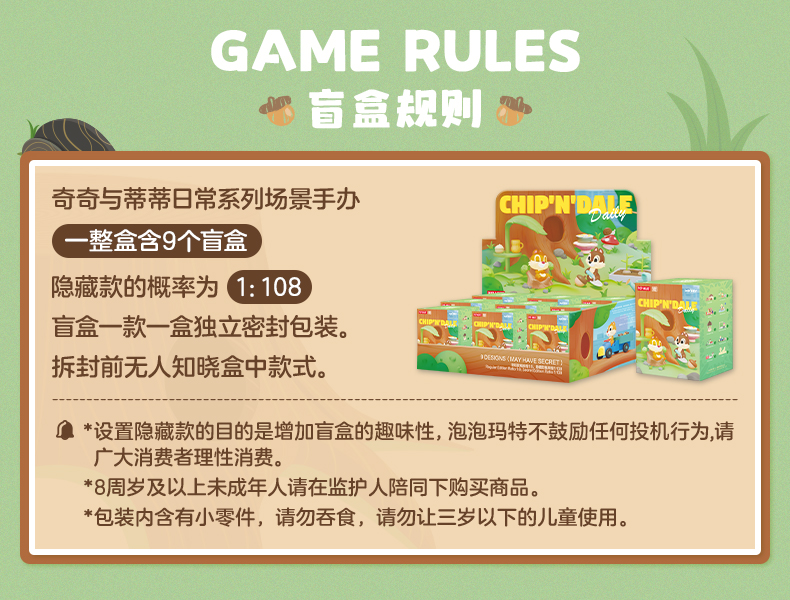 GAME RULES
盲盒规则
奇奇与蒂蒂日常系列场景手办
一整盒含9个盲盒
隐藏款的概率为 1:108
盲盒一款一盒独立密封包装。
拆封前无人知晓盒中款式。
CHIP'N'DALE
Daily
CHIP'N'DALE
CHIP'N'DALE
CHIP'N'DALE
9 DESIGNS (MAY HAVE SECRET)
CHIP'N'DALE
Daily
*设置隐藏款的目的是增加盲盒的趣味性，泡泡玛特不鼓励任何投机行为,请
广大消费者理性消费。
*8周岁及以上未成年人请在监护人陪同下购买商品。
*包装内含有小零件，请勿吞食，请勿让三岁以下的儿童使用。